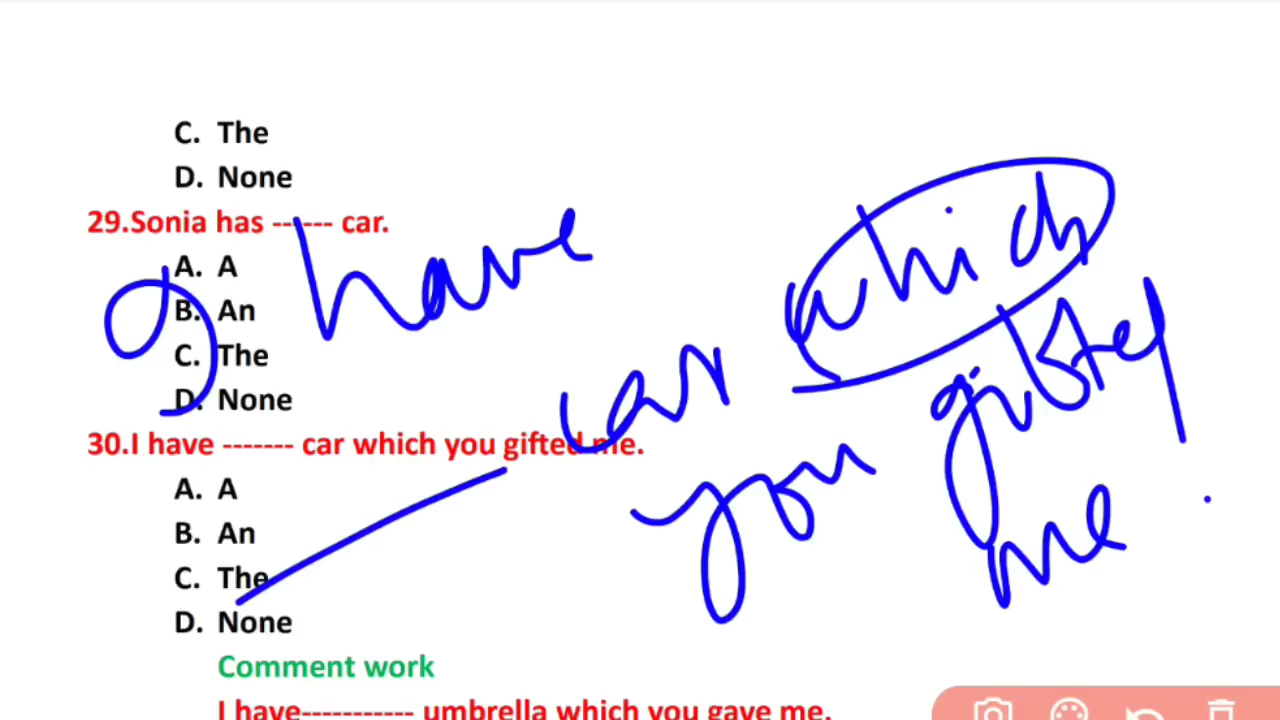 C. The
D. None
29.Sonia has ------ car.
A. A
B. An
C. The
D. None
30.I have ------- car which you gifted me.
A. A
B. An
C. The
D. None
Comment work
I have----------- umbrella which you gave me.
I have
car which
you gifted
me